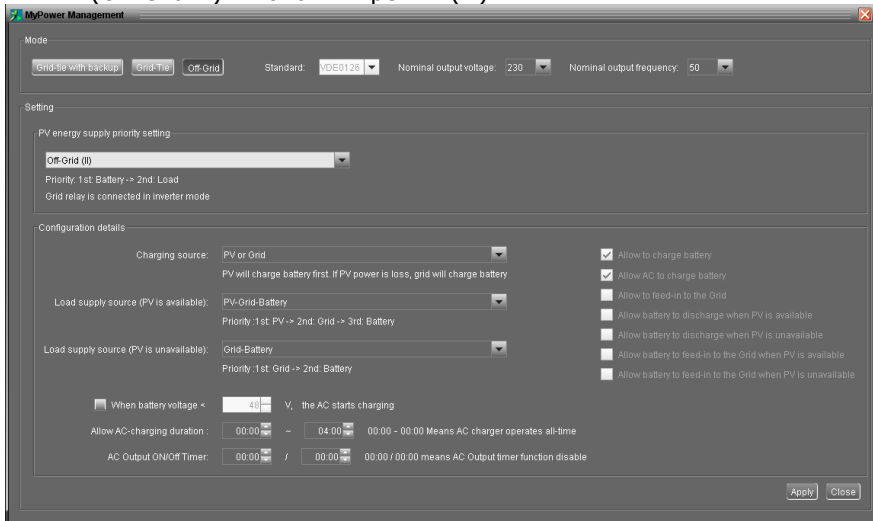 MyPower Management
Mode
Grid-tie with backup Grid-Tie Off-Grid Standard: VDE0126 Nominal output voltage: 230 Nominal output frequency: 50
Setting
PV energy supply priority setting
Off-Grid (II)
Priority: 1st: Battery -> 2nd: Load
Grid relay is connected in inverter mode
Configuration details
Charging source: PV or Grid
PV will charge battery first. If PV power is loss, grid will charge battery
Load supply source (PV is available): PV-Grid-Battery
Priority :1st: PV -> 2nd: Grid -> 3rd: Battery
Load supply source (PV is unavailable): Grid-Battery
Priority :1st: Grid -> 2nd: Battery
Allow to charge battery
Allow AC to charge battery
Allow to feed-in to the Grid
Allow battery to discharge when PV is available
Allow battery to discharge when PV is unavailable
Allow battery to feed-in to the Grid when PV is available
Allow battery to feed-in to the Grid when PV is unavailable
When battery voltage < 48 V, the AC starts charging
Allow AC-charging duration : 00:00 – 04:00 00:00 – 00:00 Means AC charger operates all-time
AC Output ON/Off Timer: 00:00 / 00:00 00:00 / 00:00 means AC Output timer function disable
Apply Close